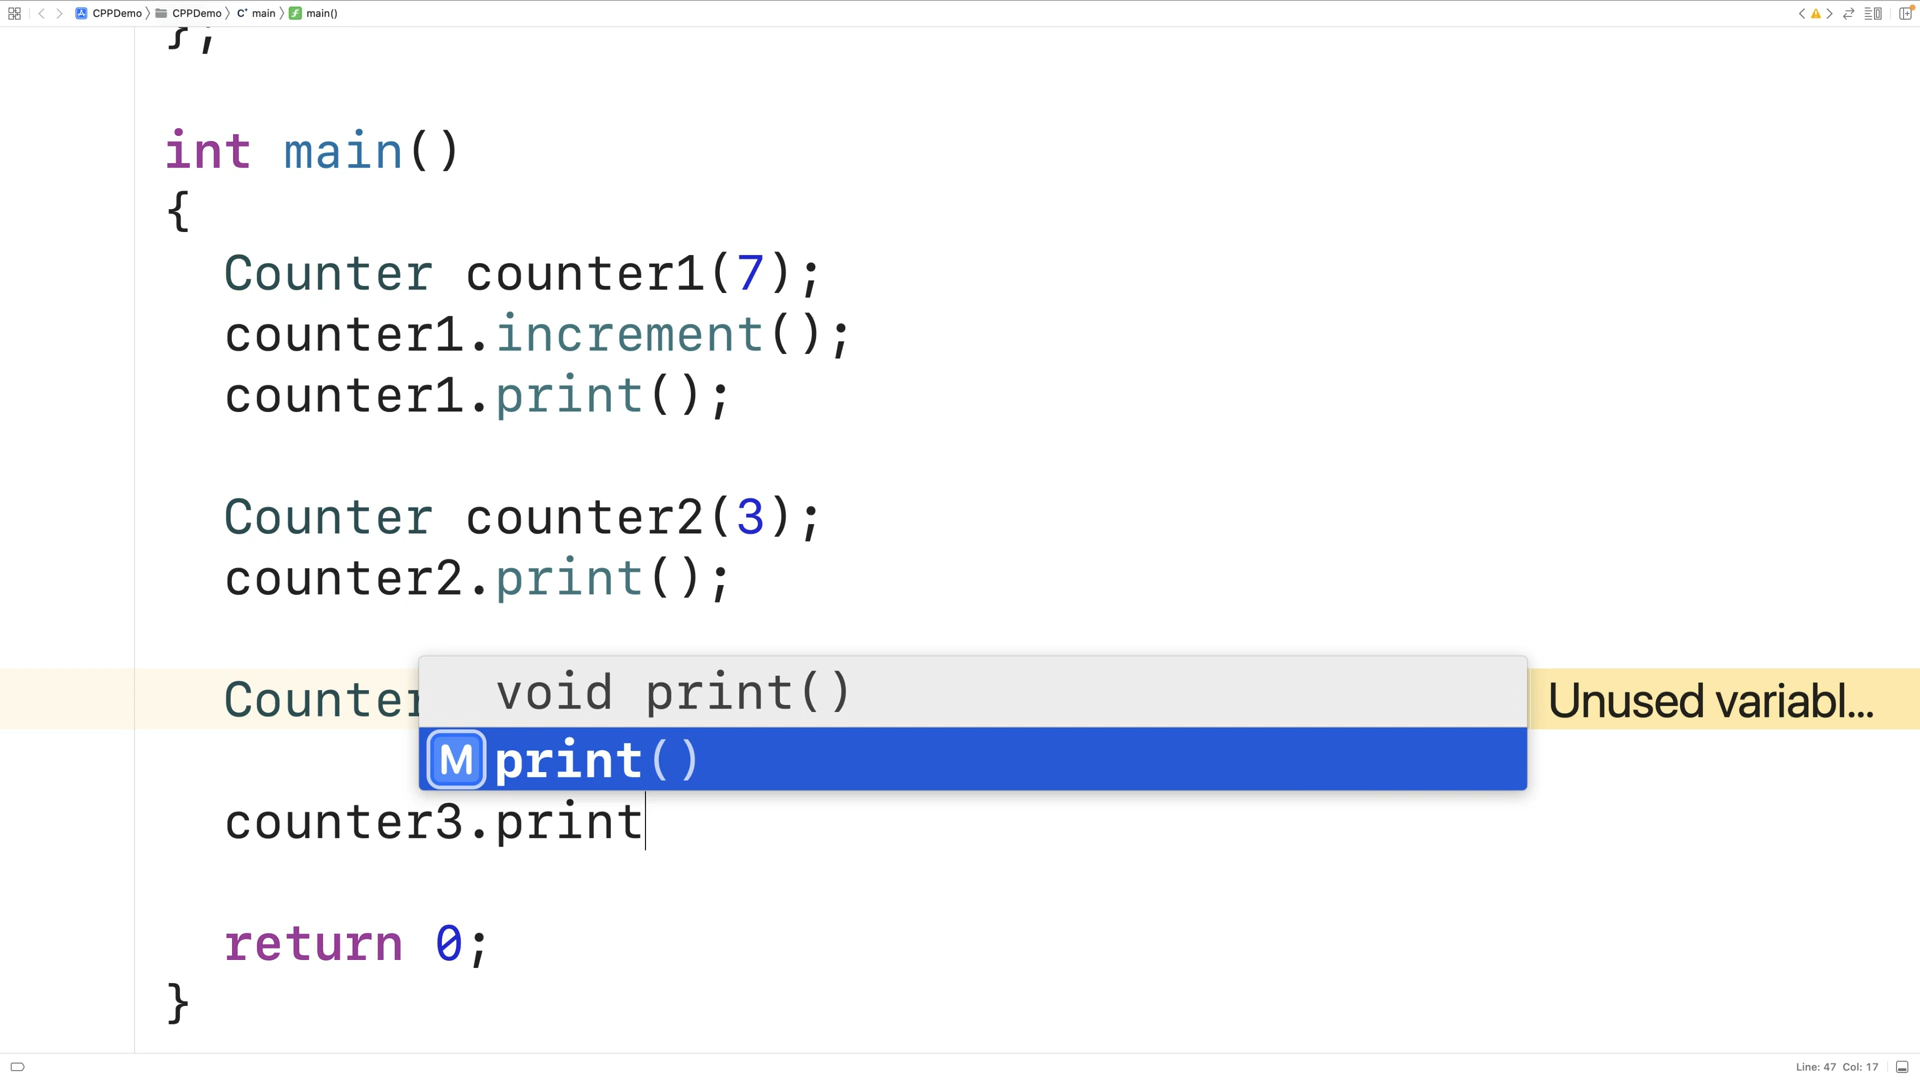 CPPDemo CPPDemo C+ main f main()
};
int main()
{
Counter counter1(7);
counter1.increment();
counter1.print();
Counter counter2(3);
counter2.print();
Counter
Unused variabl...
void print()
M print()
counter3.print
return 0;
}
Line: 47 Col: 17